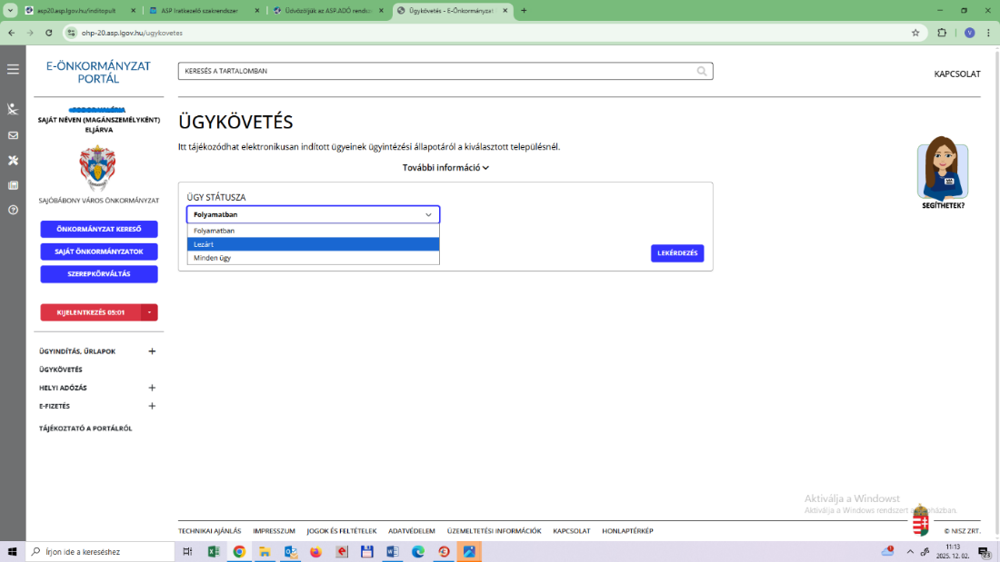 asp20.asp.lgov.hu/inditopult
ASP Iratkezelő szakrendszer
Üdvözöljük az ASP.ADÓ rendsz
Ügykövetés - E-Önkormányzat
ohp-20.asp.lgov.hu/ugykovetes
V
E-ÖNKORMÁNYZAT
PORTÁL
KERESÉS A TARTALOMBAN
KAPCSOLAT
SAJÁT NÉVEN (MAGÁNSZEMÉLYKÉNT)
ELJÁRVA
SAJÓBÁBONY VÁROS ÖNKORMÁNYZAT
ÖNKORMÁNYZAT KERESŐ
SAJÁT ÖNKORMÁNYZATOK
SZEREPKÖRVÁLTÁS
KIJELENTKEZÉS 05:01
ÜGYINDÍTÁS, ŰRLAPOK
ÜGYKÖVETÉS
HELYI ADÓZÁS
E-FIZETÉS
TÁJÉKOZTATÓ A PORTÁLRÓL
ÜGYKÖVETÉS
Itt tájékozódhat elektronikusan indított ügyeinek ügyintézési állapotáról a kiválasztott településnél.
További információ
ÜGY STÁTUSZA
Folyamatban
Folyamatban
Lezárt
Minden ügy
LEKÉRDEZÉS
SEGÍTHETEK?
Aktiválja a Windowst
Aktiválja a Windows rendszert
TECHNIKAI AJÁNLÁS IMPRESSZUM JOGOK ÉS FELTÉTELEK ADATVÉDELEM ÜZEMELTETÉSI INFORMÁCIÓK KAPCSOLAT HONLAPTÉRKÉP
© NISZ ZRT.
Írjon ide a kereséshez
11:13
2025. 12. 02.
23